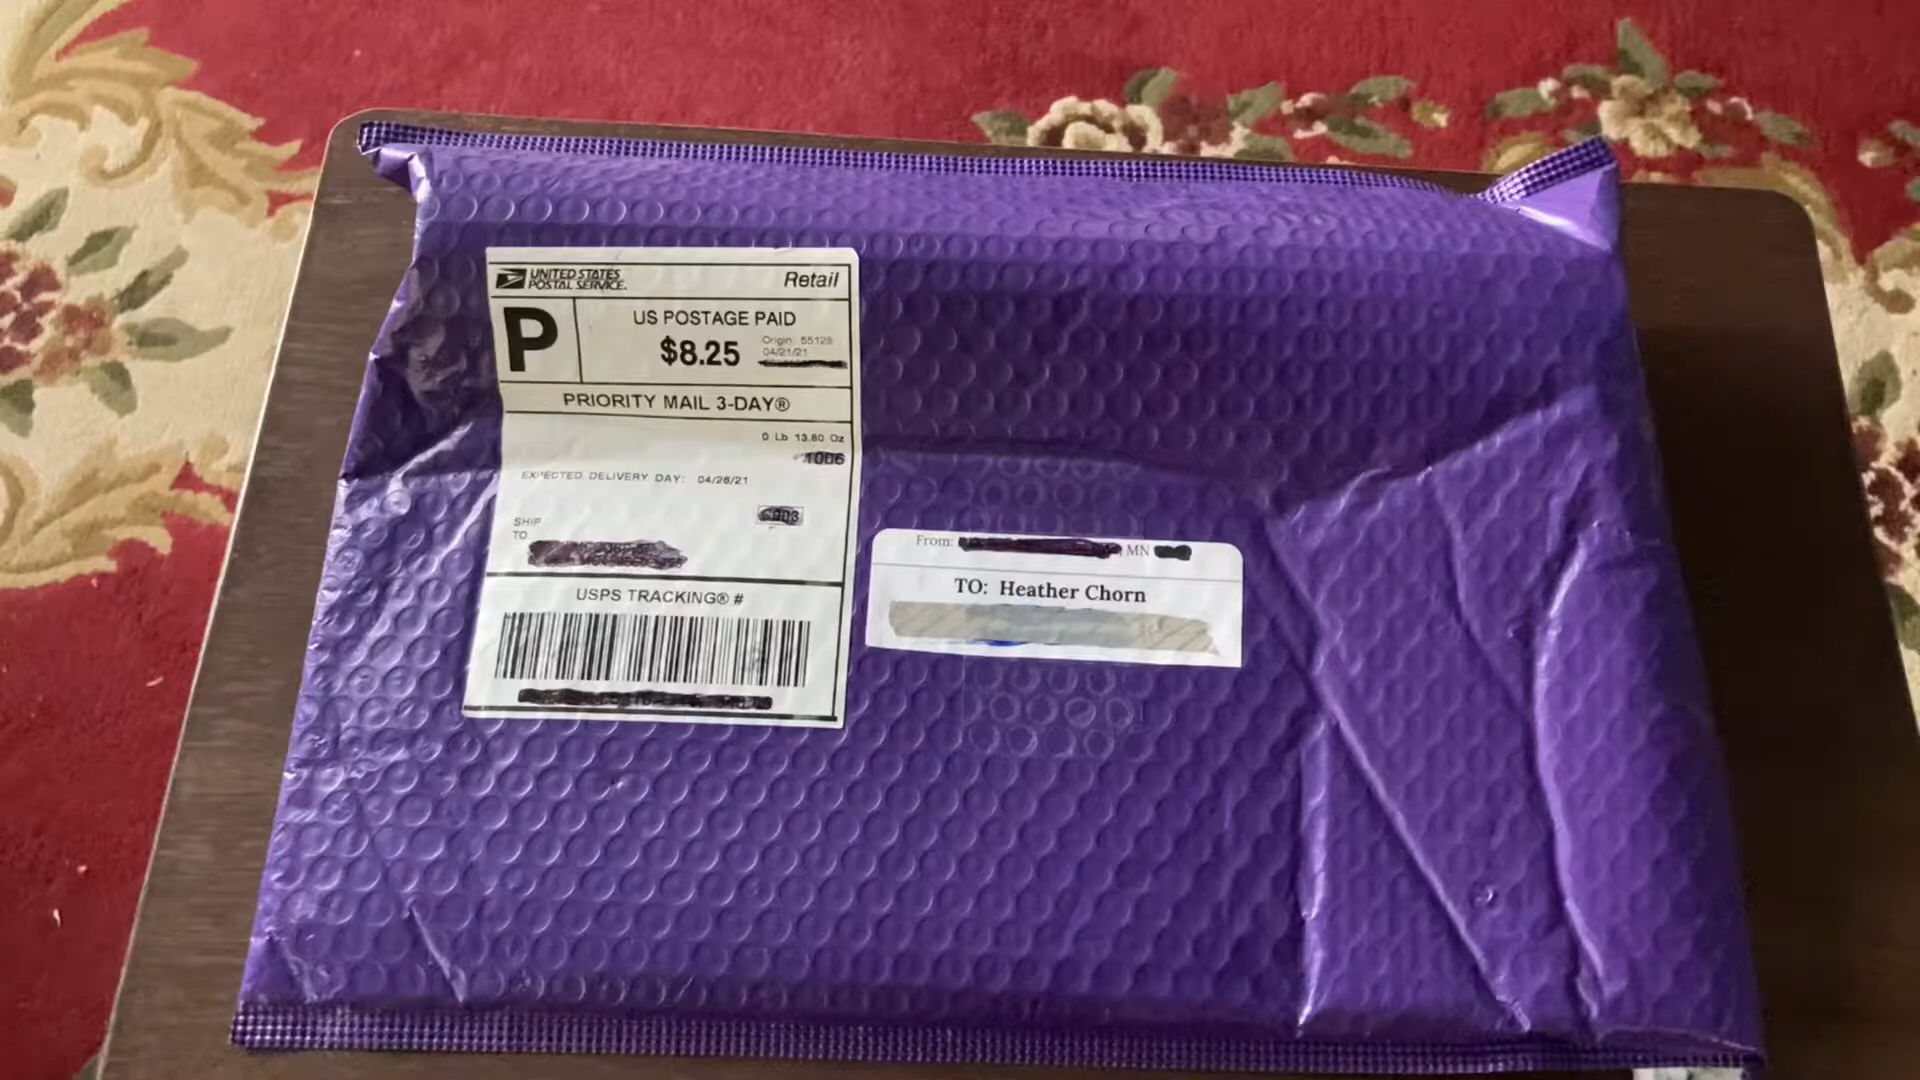 UNITED STATES
POSTAL SERVICE.
Retail
P
US POSTAGE PAID
$8.25
Origin: 55128
04/21/21
PRIORITY MAIL 3-DAY®
0 Lb 13.80 Oz
1006
EXPECTED DELIVERY DAY: 04/26/21
SHIP
TO:
USPS TRACKING® #
From: MN
TO: Heather Chorn